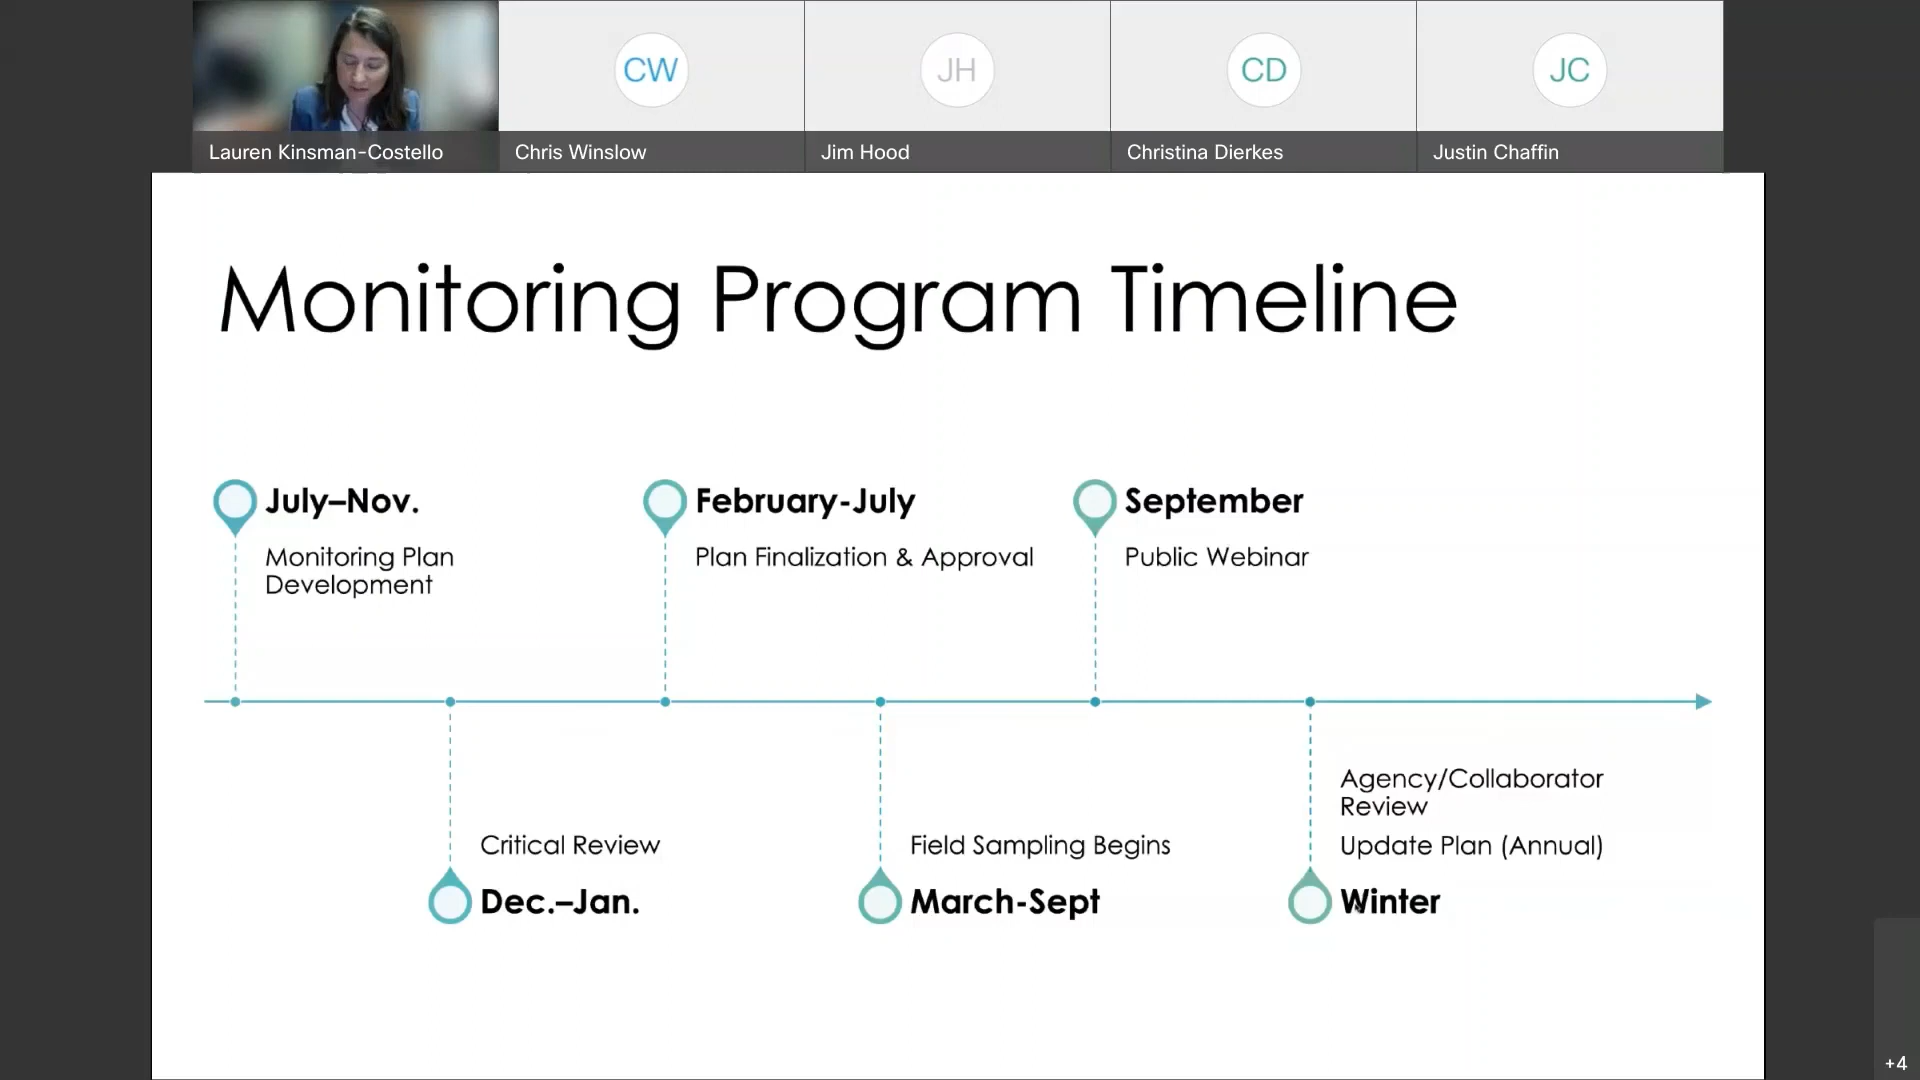 CW
JH
CD
JC
Lauren Kinsman-Costello
Chris Winslow
Jim Hood
Christina Dierkes
Justin Chaffin
Monitoring Program Timeline
July–Nov.
Monitoring Plan
Development
February-July
Plan Finalization & Approval
September
Public Webinar
Critical Review
Dec.–Jan.
Field Sampling Begins
March-Sept
Agency/Collaborator
Review
Update Plan (Annual)
Winter
+4